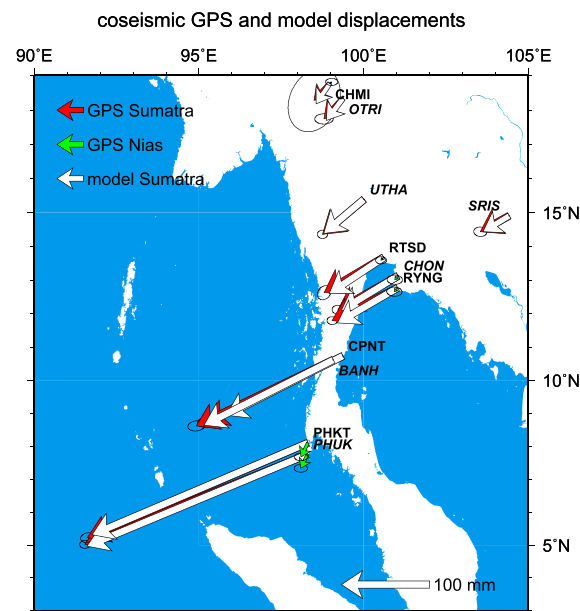 coseismic GPS and model displacements
90°E 95°E 100°E 105°E
CHMI
GPS Sumatra
OTRI
GPS Nias
model Sumatra
UTHA
SRIS
15°N
RTSD
CHON
RYNG
CPNT
BANH
10°N
PHKT
PHUK
5°N
100 mm